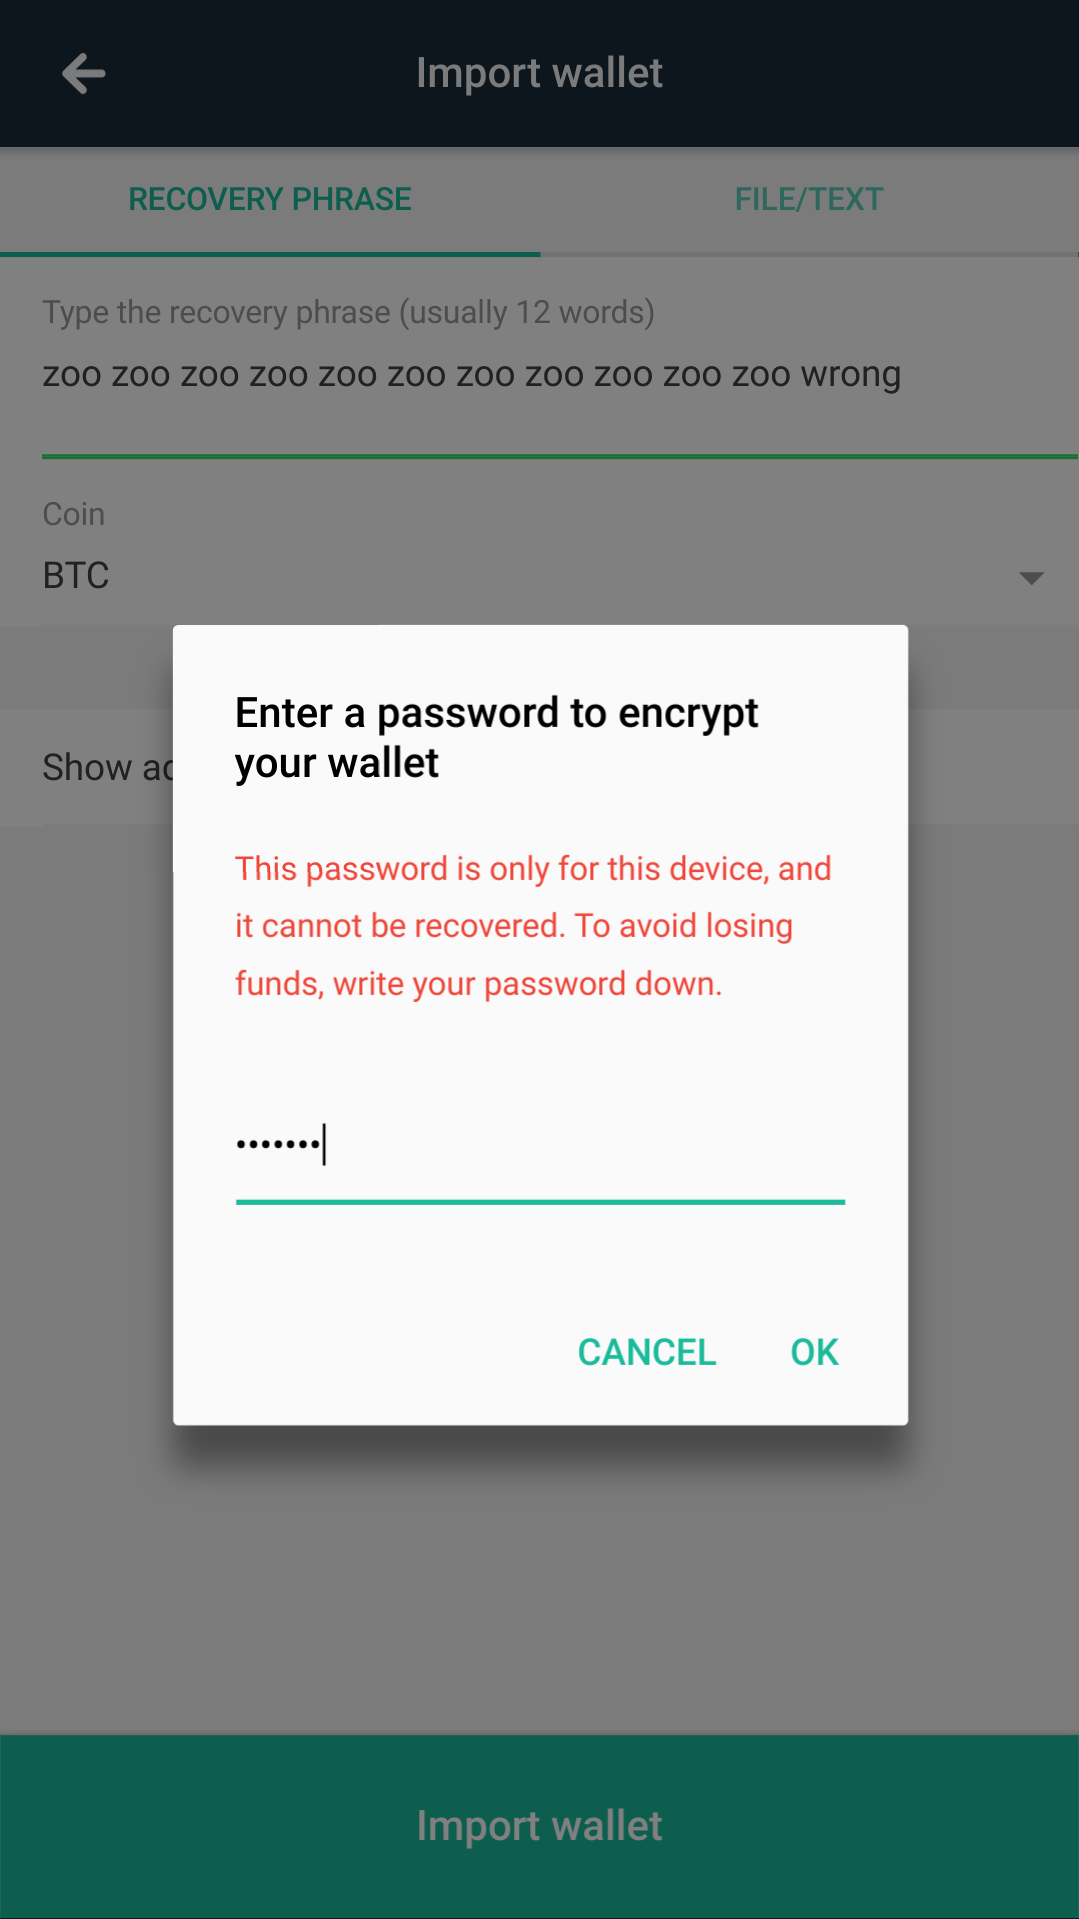 Import wallet
RECOVERY PHRASE FILE/TEXT
Type the recovery phrase (usually 12 words)
zoo zoo zoo zoo zoo zoo zoo zoo zoo zoo zoo wrong
Coin
BTC
Enter a password to encrypt
your wallet
Show
This password is only for this device, and
it cannot be recovered. To avoid losing
funds, write your password down.
•••••••
CANCEL OK
Import wallet